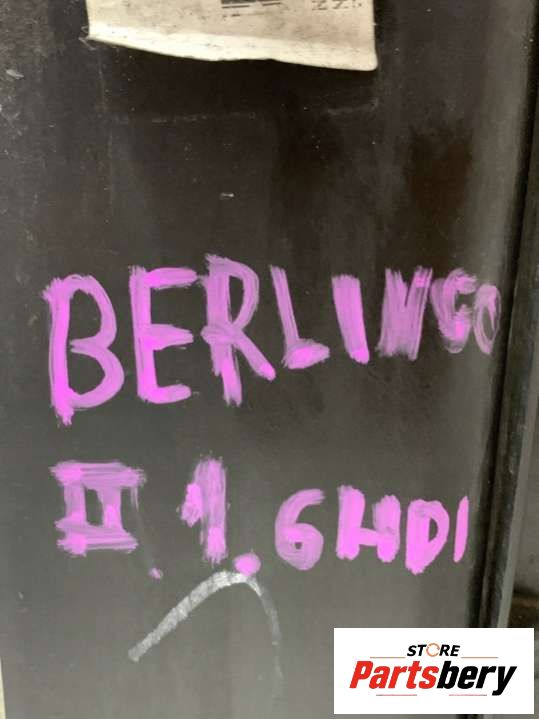 BERLINGO
II. 1.6HDI
STORE
Partsbery